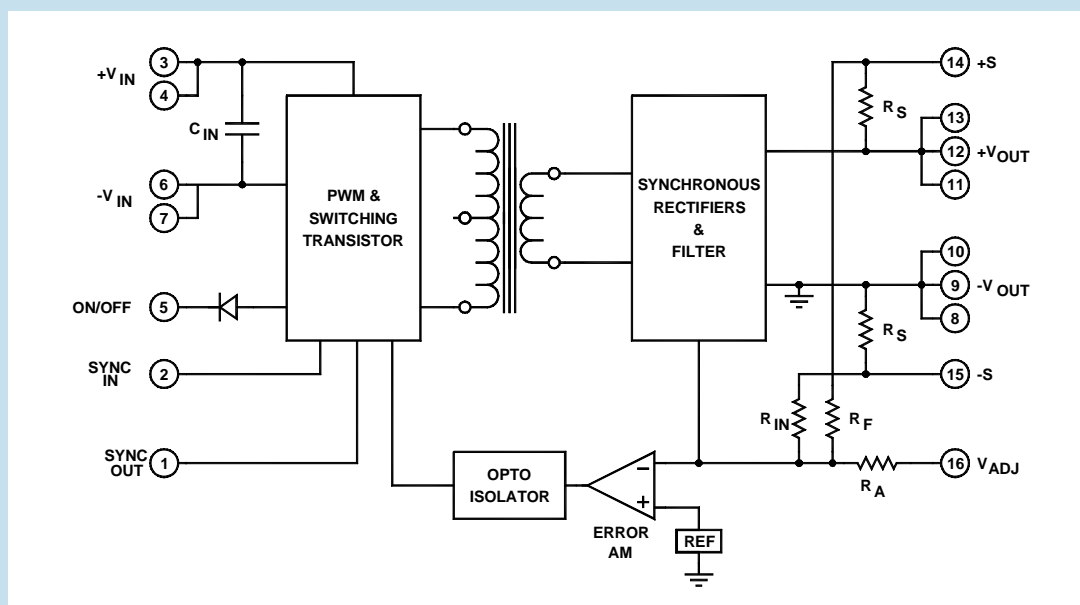 3
+V IN
4
C IN
6
-V IN
7
ON/OFF
5
SYNC
IN
2
SYNC
OUT
1
PWM &
SWITCHING
TRANSISTOR
SYNCHRONOUS
RECTIFIERS
&
FILTER
OPTO
ISOLATOR
−
+
ERROR
AM
REF
14 +S
R S
13
12 +V OUT
11
10
9 -V OUT
8
R S
15 -S
R IN
R F
16 V ADJ
R A